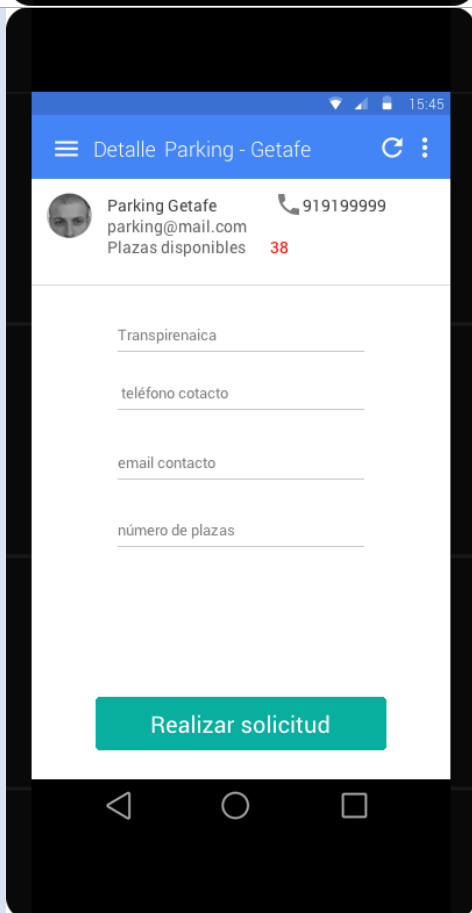 15:45
Detalle Parking - Getafe
Parking Getafe 919199999
parking@mail.com
Plazas disponibles 38
Transpirenaica
teléfono cotacto
email contacto
número de plazas
Realizar solicitud